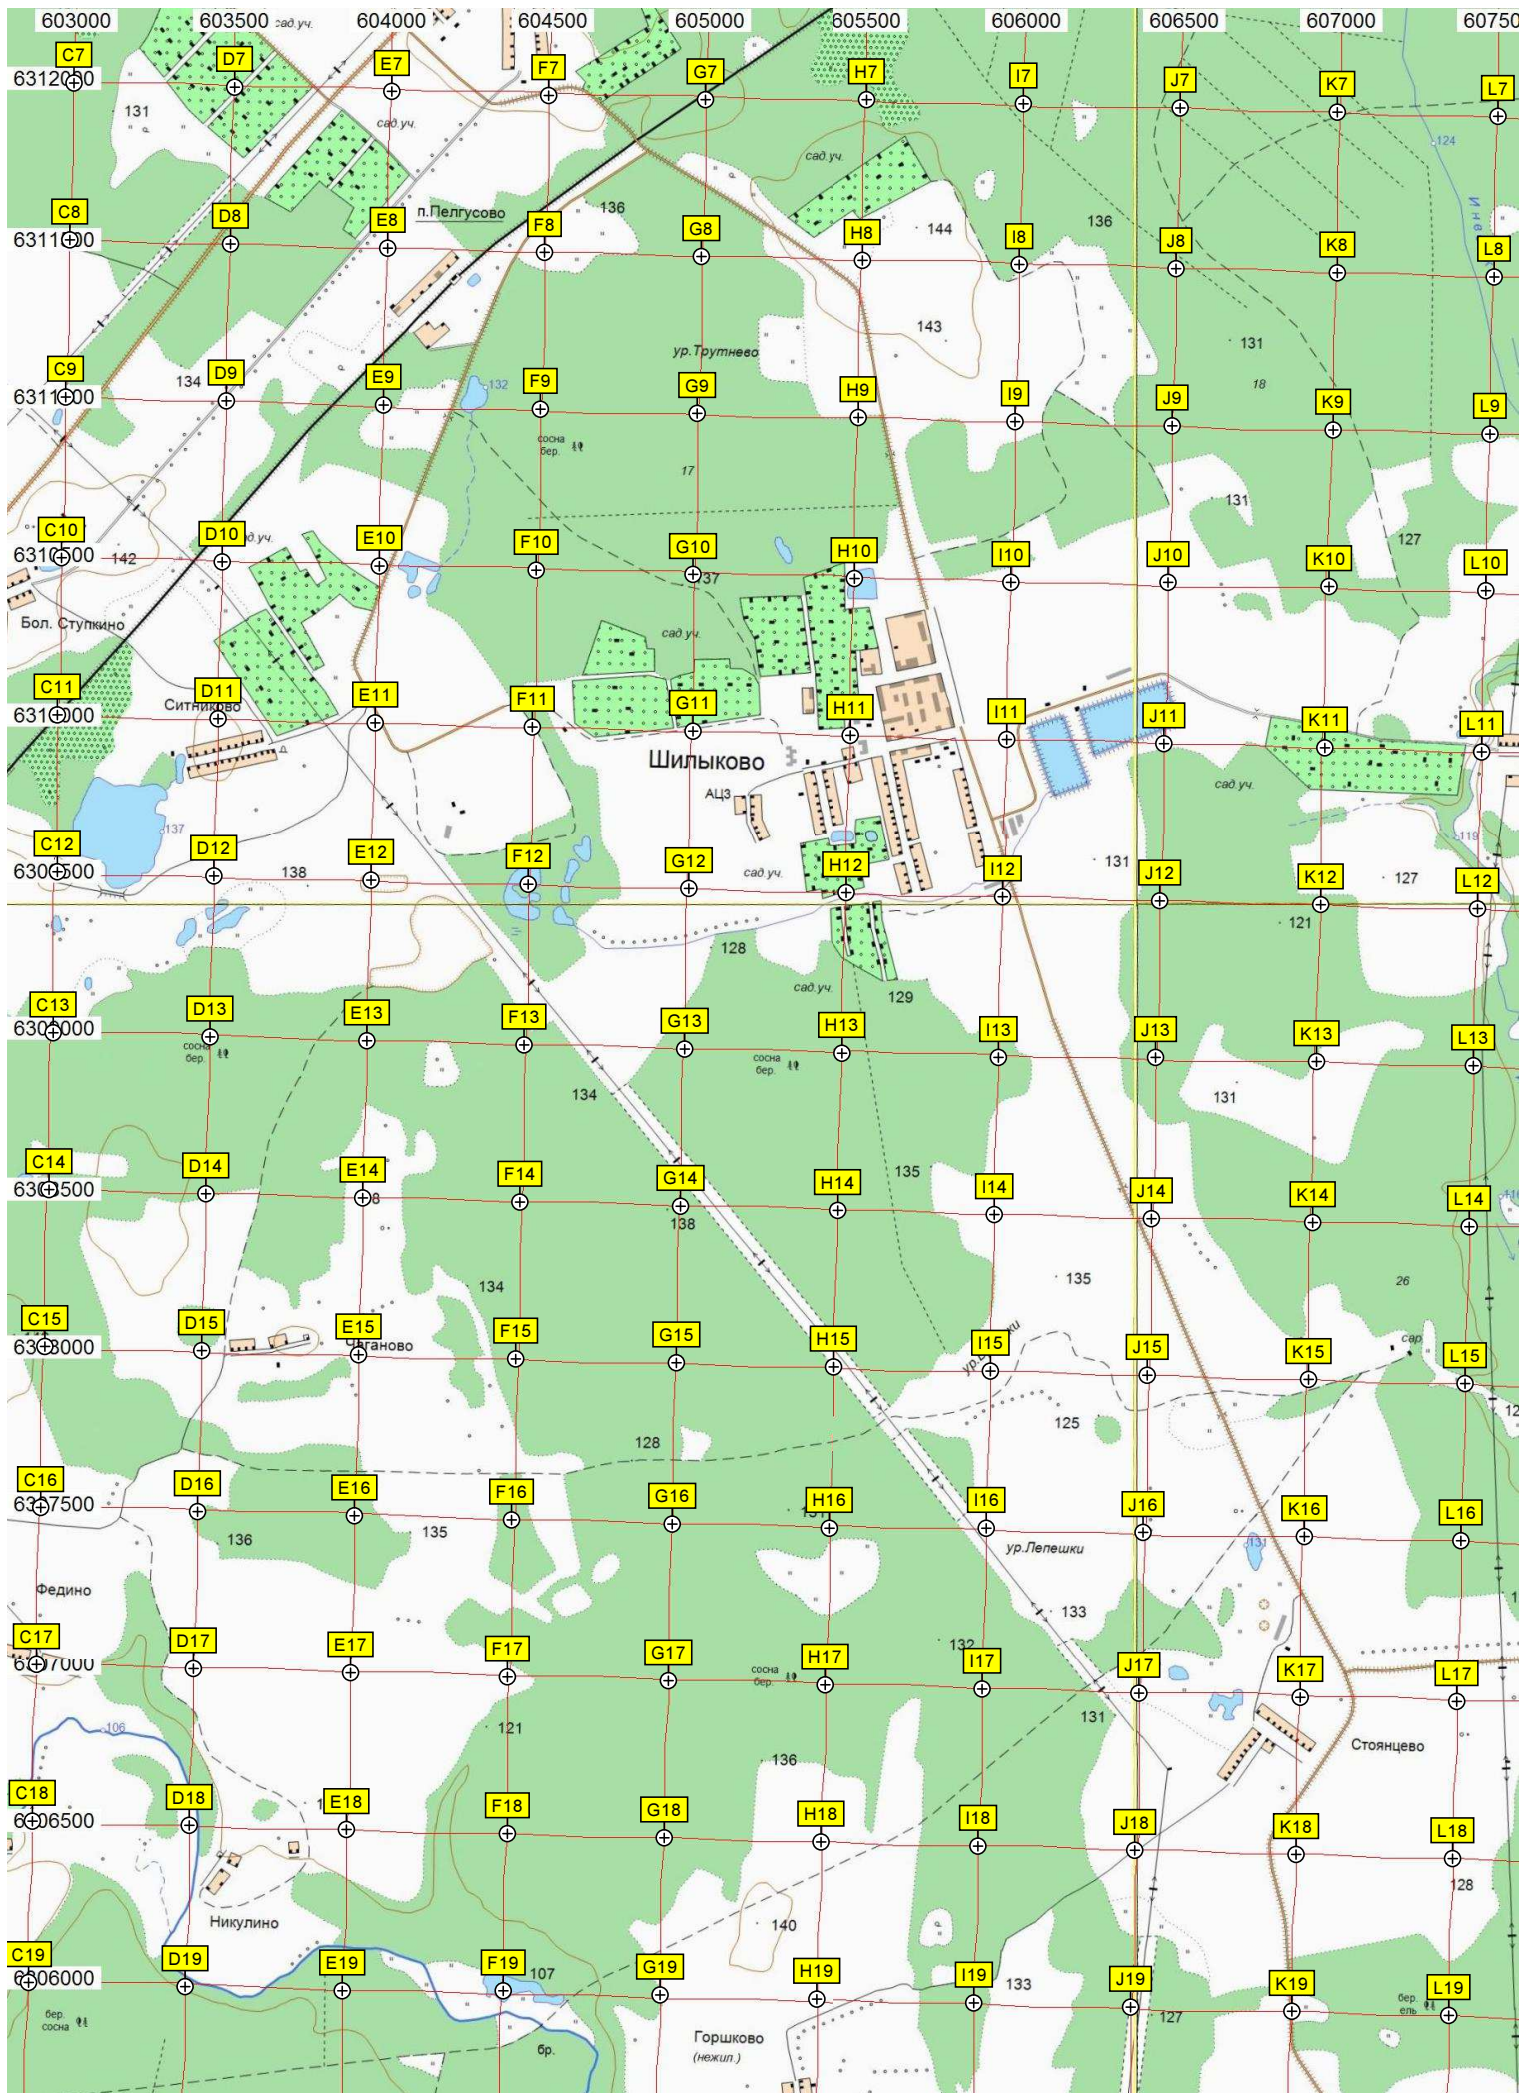 603000 603500 604000 604500 605000 605500 606000 606500 607000 60750
сад.уч.
C7 D7 E7 F7 G7 H7 I7 J7 K7 L7
131
сад.уч.
сад.уч.
124
C8 D8 E8 F8 G8 H8 I8 J8 K8 L8
п.Пелгусово
136
144
136
143
ур.Трутнево
131
18
134
132
C9 D9 E9 F9 G9 H9 I9 J9 K9 L9
сосна
бер.
17
131
127
C10 D10 E10 F10 G10 H10 I10 J10 K10 L10
142
Бол. Ступкино
сад.уч.
C11 D11 E11 F11 G11 H11 I11 J11 K11 L11
Ситниково
Шилыково
АЦЗ
сад.уч.
137
119
C12 D12 E12 F12 G12 H12 I12 J12 K12 L12
138
сад.уч.
131
127
121
128
сад.уч.
129
C13 D13 E13 F13 G13 H13 I13 J13 K13 L13
сосна
бер.
сосна
бер.
134
131
C14 D14 E14 F14 G14 H14 I14 J14 K14 L14
135
138
134
135
26
C15 D15 E15 F15 G15 H15 I15 J15 K15 L15
сар.
125
128
C16 D16 E16 F16 G16 H16 I16 J16 K16 L16
136
135
ур.Лепешки
131
Федино
133
C17 D17 E17 F17 G17 H17 I17 J17 K17 L17
132
сосна
бер.
106
121
131
136
Стоянцево
C18 D18 E18 F18 G18 H18 I18 J18 K18 L18
128
Никулино
140
C19 D19 E19 F19 G19 H19 I19 J19 K19 L19
107
133
127
бер.
сосна
бер.
ель
Горшково
(нежил.)
бр.